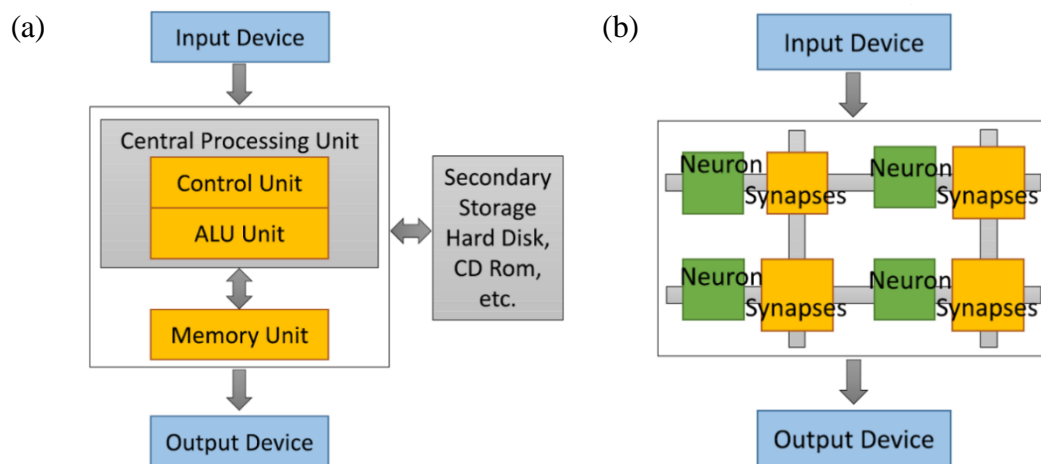 (a)
Input Device
Central Processing Unit
Control Unit
ALU Unit
Memory Unit
Secondary
Storage
Hard Disk,
CD Rom,
etc.
Output Device
(b)
Input Device
Neuron
Synapses
Neuron
Synapses
Neuron
Synapses
Neuron
Synapses
Output Device